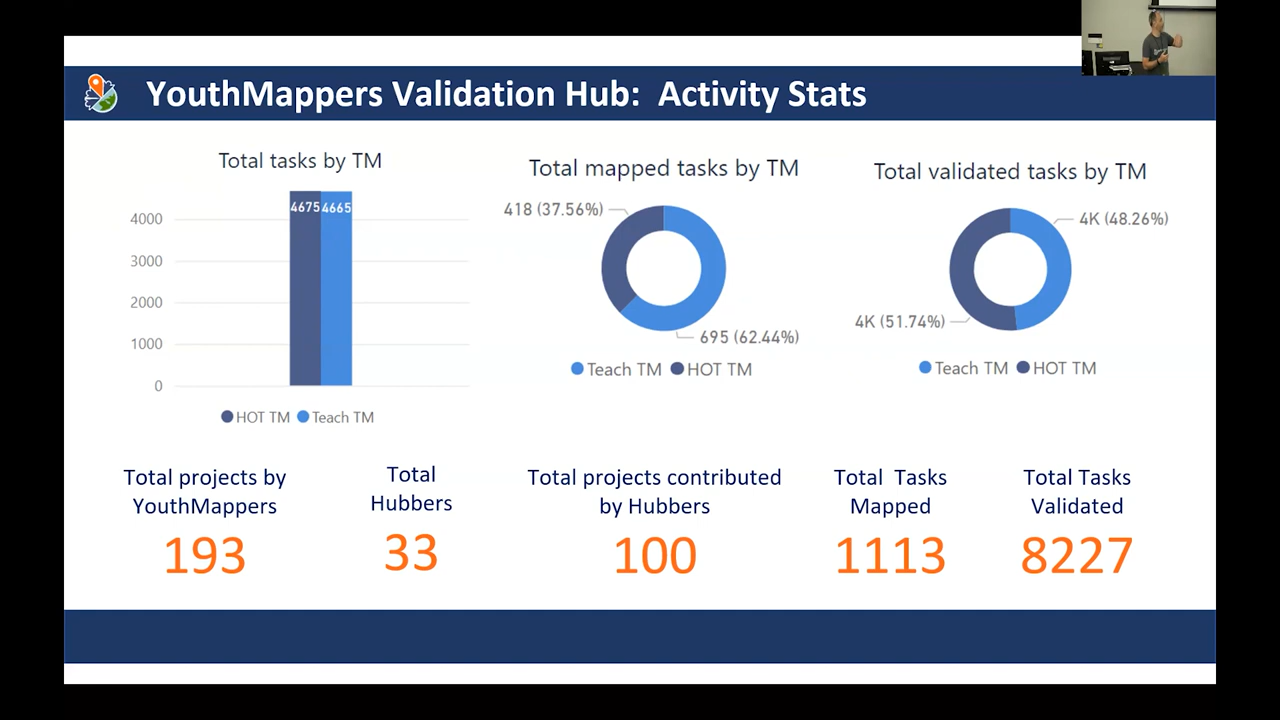 YouthMappers Validation Hub:  Activity Stats
Total tasks by TM
4675 4665
4000
3000
2000
1000
0
HOT TM Teach TM
Total mapped tasks by TM
418 (37.56%)
695 (62.44%)
Teach TM HOT TM
Total validated tasks by TM
4K (48.26%)
4K (51.74%)
Teach TM HOT TM
Total projects by
YouthMappers
193
Total
Hubbers
33
Total projects contributed
by Hubbers
100
Total  Tasks
Mapped
1113
Total Tasks
Validated
8227